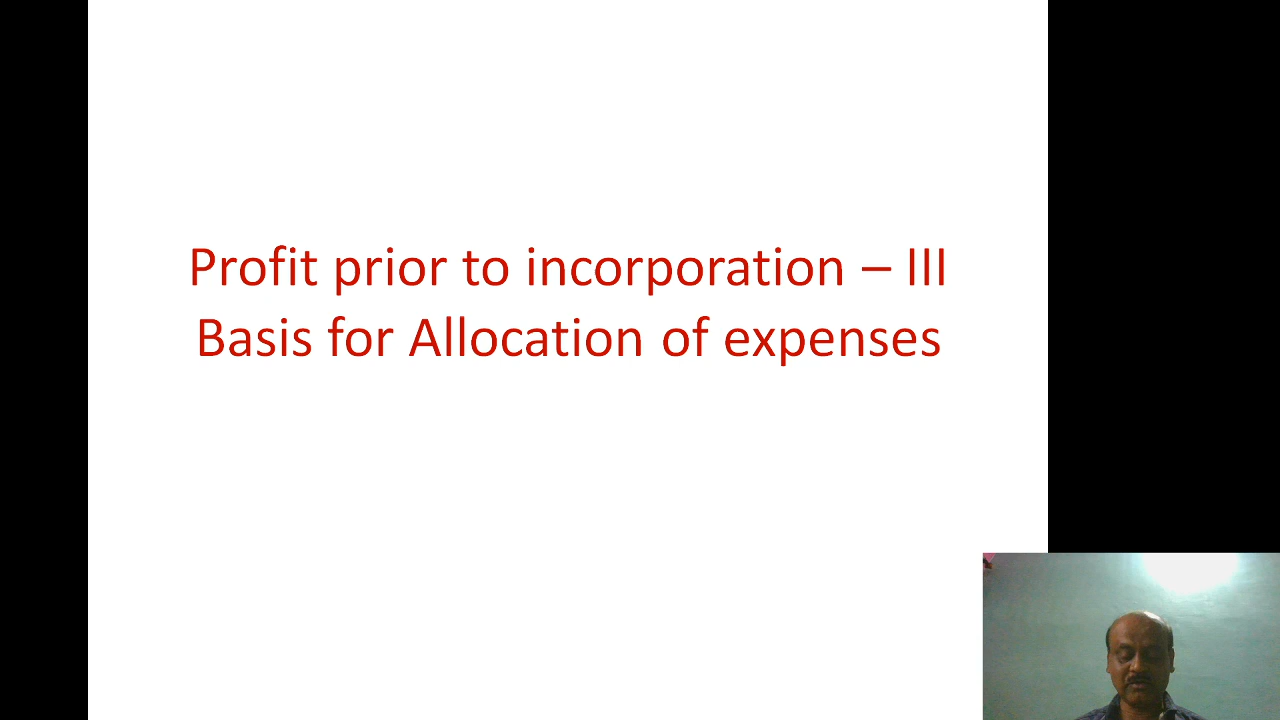 Profit prior to incorporation – III
Basis for Allocation of expenses